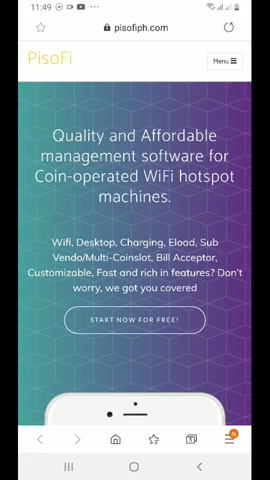 11:49
pisofiph.com
PisoFi
Menu
Quality and Affordable
management software for
Coin-operated WiFi hotspot
machines.
Wifi, Desktop, Charging, Eload, Sub
Vendo/Multi-Coinslot, Bill Acceptor,
Customizable, Fast and rich in features? Don't
worry, we got you covered
START NOW FOR FREE!
N